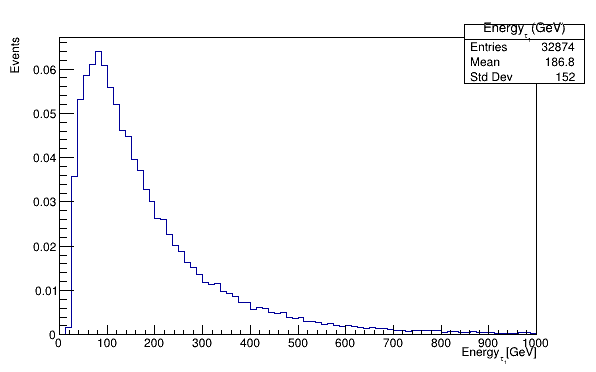 Energy_τ₁(GeV)
Entries 32874
Mean 186.8
Std Dev 152
Events
0.06
0.05
0.04
0.03
0.02
0.01
0
0 100 200 300 400 500 600 700 800 900 1000
Energy_τ₁[GeV]